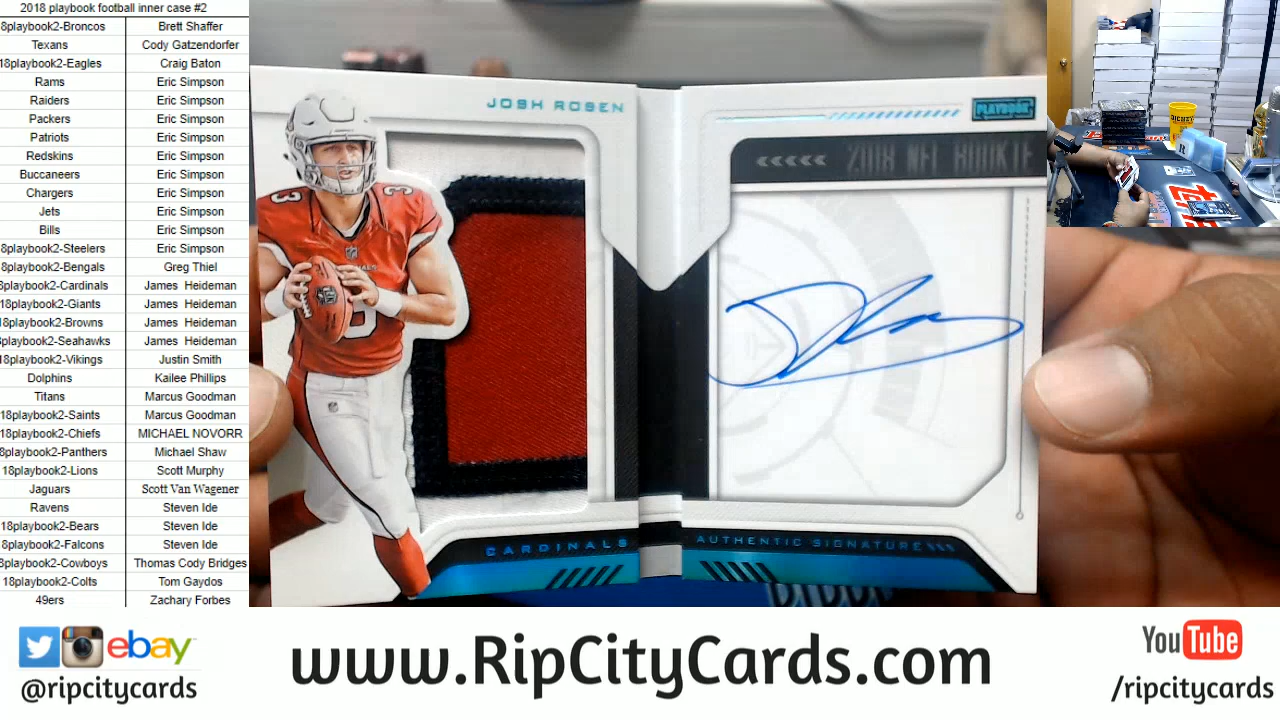 2018 playbook football inner case #2
8playbook2-Broncos Brett Shaffer
Texans Cody Gatzendorfer
18playbook2-Eagles Craig Baton
Rams Eric Simpson
Raiders Eric Simpson
Packers Eric Simpson
Patriots Eric Simpson
Redskins Eric Simpson
Buccaneers Eric Simpson
Chargers Eric Simpson
Jets Eric Simpson
Bills Eric Simpson
8playbook2-Steelers Eric Simpson
8playbook2-Bengals Greg Thiel
8playbook2-Cardinals James Heideman
18playbook2-Giants James Heideman
18playbook2-Browns James Heideman
8playbook2-Seahawks James Heideman
18playbook2-Vikings Justin Smith
Dolphins Kailee Phillips
Titans Marcus Goodman
18playbook2-Saints Marcus Goodman
18playbook2-Chiefs MICHAEL NOVORR
8playbook2-Panthers Michael Shaw
18playbook2-Lions Scott Murphy
Jaguars Scott Van Wagener
Ravens Steven Ide
18playbook2-Bears Steven Ide
8playbook2-Falcons Steven Ide
8playbook2-Cowboys Thomas Cody Bridges
18playbook2-Colts Tom Gaydos
49ers Zachary Forbes
JOSH ROSEN
PLAYBOOK
2018 NFL ROOKIE
3
3
3
NFL
CARDINALS
AUTHENTIC SIGNATURE
ebay
@ripcitycards
www.RipCityCards.com
YouTube
/ripcitycards